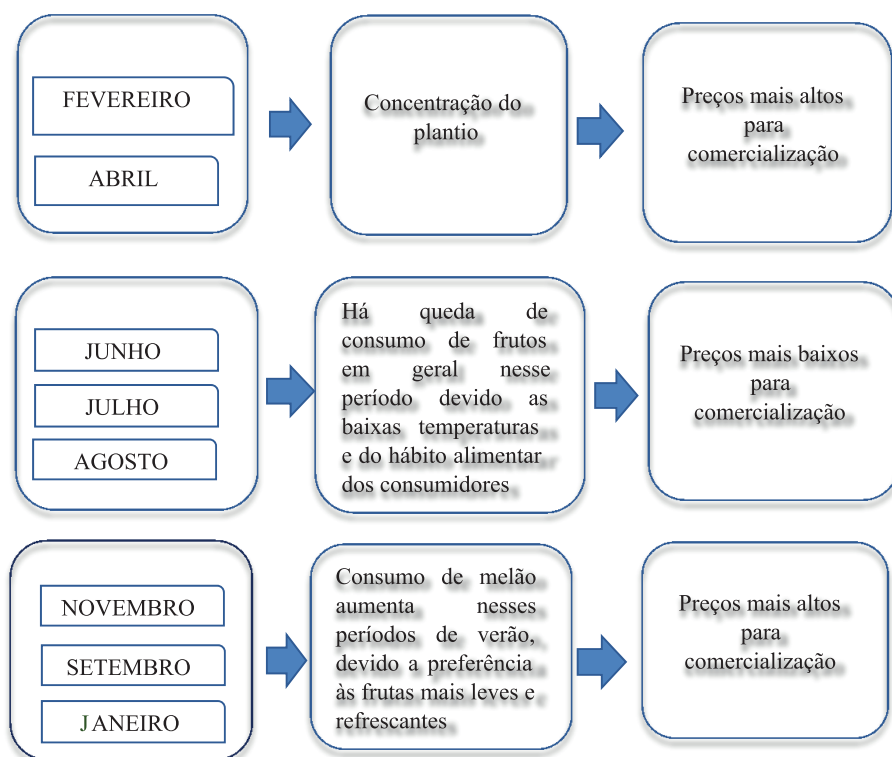 FEVEREIRO
ABRIL
Concentração do
plantio
Preços mais altos
para
comercialização
JUNHO
JULHO
AGOSTO
Há queda de
consumo de frutos
em geral nesse
período devido as
baixas temperaturas
e do hábito alimentar
dos consumidores
Preços mais baixos
para
comercialização
NOVEMBRO
SETEMBRO
JANEIRO
Consumo de melão
aumenta nesses
períodos de verão,
devido a preferência
às frutas mais leves e
refrescantes
Preços mais altos
para
comercialização